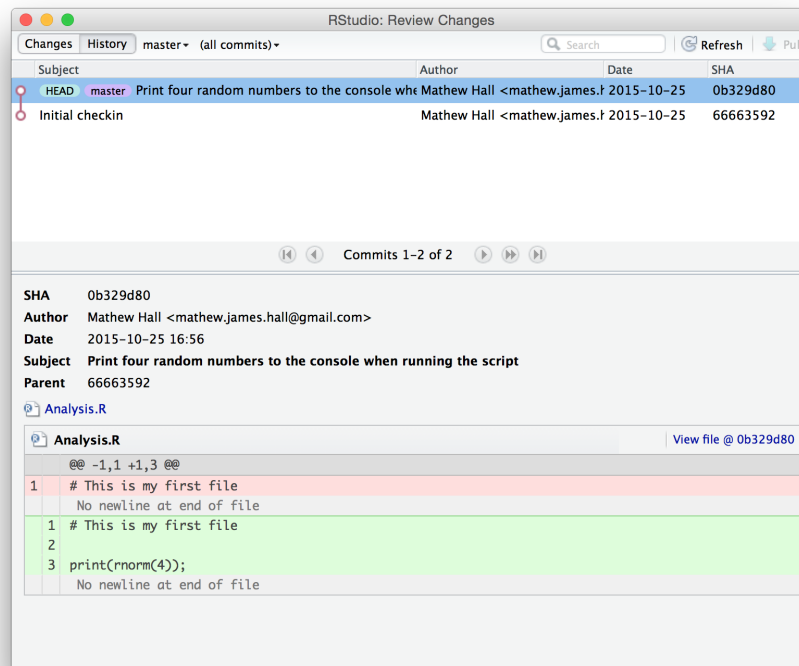 RStudio: Review Changes
Changes History master (all commits) Search Refresh Pul
Subject Author Date SHA
HEAD master Print four random numbers to the console whe Mathew Hall <mathew.james.h 2015-10-25 0b329d80
Initial checkin Mathew Hall <mathew.james.h 2015-10-25 66663592
Commits 1-2 of 2
SHA 0b329d80
Author Mathew Hall <mathew.james.hall@gmail.com>
Date 2015-10-25 16:56
Subject Print four random numbers to the console when running the script
Parent 66663592
Analysis.R
Analysis.R View file @ 0b329d80
@@ -1,1 +1,3 @@
1 # This is my first file
No newline at end of file
1 # This is my first file
2
3 print(rnorm(4));
No newline at end of file